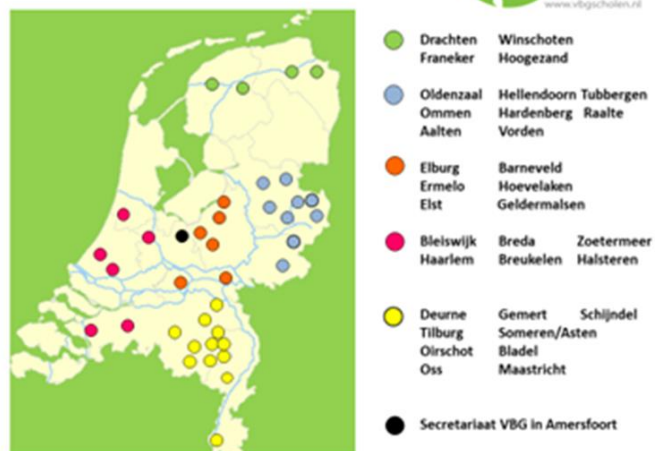 www.vbgscholen.nl
Drachten Winschoten
Franeker Hoogezand
Oldenzaal Hellendoorn Tubbergen
Ommen Hardenberg Raalte
Aalten Vorden
Elburg Barneveld
Ermelo Hoevelaken
Elst Geldermalsen
Bleiswijk Breda Zoetermeer
Haarlem Breukelen Halsteren
Deurne Gemert Schijndel
Tilburg Someren/Asten
Oirschot Bladel
Oss Maastricht
Secretariaat VBG in Amersfoort